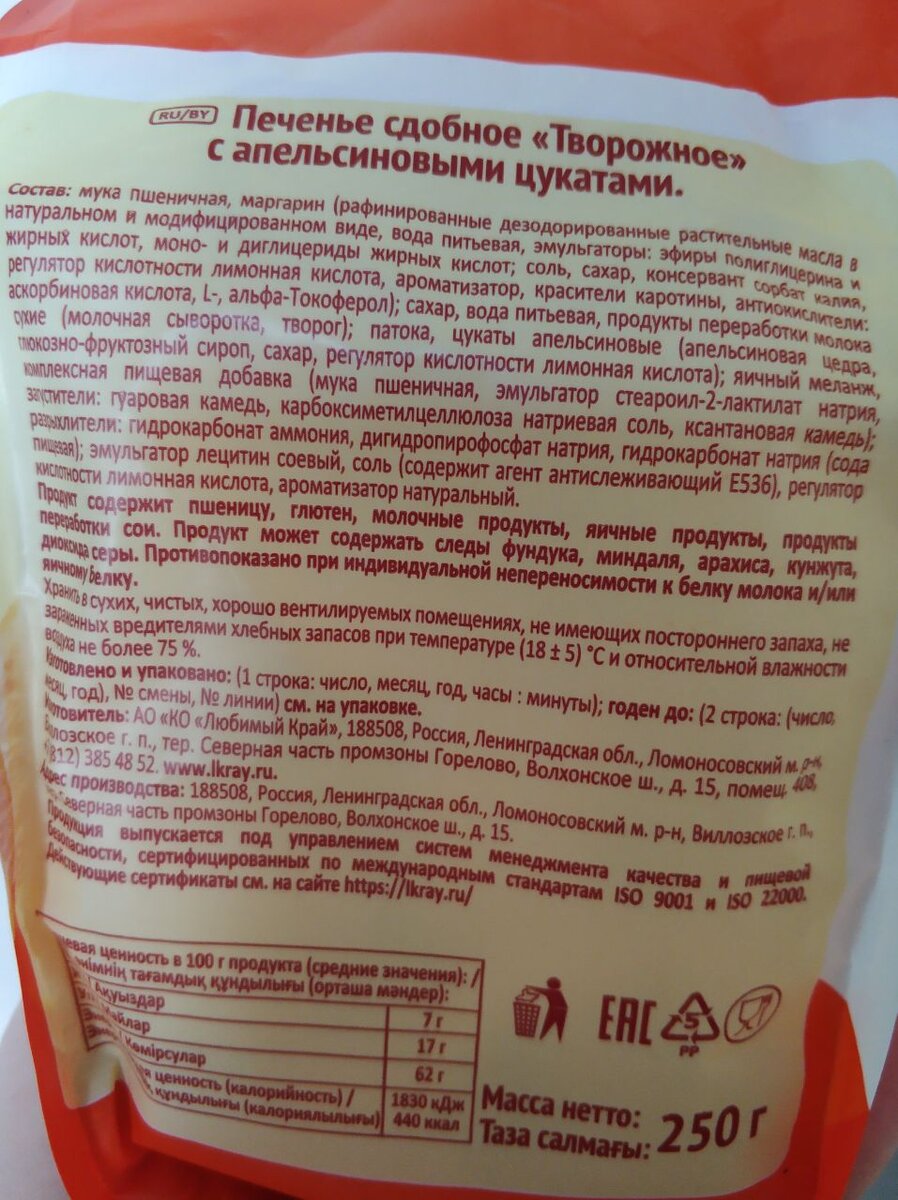 RU/BY Печенье сдобное «Творожное»
с апельсиновыми цукатами.
Состав: мука пшеничная, маргарин (рафинированные дезодорированные растительные масла в
натуральном и модифицированном виде, вода питьевая, эмульгаторы: эфиры полиглицерина и
жирных кислот, моно- и диглицериды жирных кислот; соль, сахар, консервант сорбат калия,
регулятор кислотности лимонная кислота, ароматизатор, красители каротины, антиокислители:
аскорбиновая кислота, L-, альфа-Токоферол); сахар, вода питьевая, продукты переработки молока
сухие (молочная сыворотка, творог); патока, цукаты апельсиновые (апельсиновая цедра,
глюкозно-фруктозный сироп, сахар, регулятор кислотности лимонная кислота); яичный меланж,
комплексная пищевая добавка (мука пшеничная, эмульгатор стеароил-2-лактилат натрия,
загустители: гуаровая камедь, карбоксиметилцеллюлоза натриевая соль, ксантановая камедь);
разрыхлители: гидрокарбонат аммония, дигидропирофосфат натрия, гидрокарбонат натрия (сода
пищевая); эмульгатор лецитин соевый, соль (содержит агент антислеживающий Е536), регулятор
кислотности лимонная кислота, ароматизатор натуральный.
Продукт содержит пшеницу, глютен, молочные продукты, яичные продукты, продукты
переработки сои. Продукт может содержать следы фундука, миндаля, арахиса, кунжута,
диоксида серы. Противопоказано при индивидуальной непереносимости к белку молока и/или
яичному белку.
Хранить в сухих, чистых, хорошо вентилируемых помещениях, не имеющих постороннего запаха, не
зараженных вредителями хлебных запасов при температуре (18 ± 5) °С и относительной влажности
воздуха не более 75 %.
Изготовлено и упаковано: (1 строка: число, месяц, год, часы : минуты); годен до: (2 строка: (число,
месяц, год), № смены, № линии) см. на упаковке.
Изготовитель: АО «КО «Любимый Край», 188508, Россия, Ленинградская обл., Ломоносовский м. р-н,
Виллозское г. п., тер. Северная часть промзоны Горелово, Волхонское ш., д. 15, помещ. 408,
(812) 385 48 52. www.lkray.ru.
Адрес производства: 188508, Россия, Ленинградская обл., Ломоносовский м. р-н, Виллозское г. п.,
Северная часть промзоны Горелово, Волхонское ш., д. 15.
Продукция выпускается под управлением систем менеджмента качества и пищевой
безопасности, сертифицированных по международным стандартам ISO 9001 и ISO 22000.
Действующие сертификаты см. на сайте https://lkray.ru/
ценность в 100 г продукта (средние значения): /
тағамдық құндылығы (орташа мәндер):
Ақуыздар 7 г
Майлар 17 г
Көмірсулар 62 г
ценность (калорийность) / 1830 кДж
құндылығы (калориялылығы) 440 ккал
EAC
5
PP
Масса нетто:
Таза салмағы: 250 г